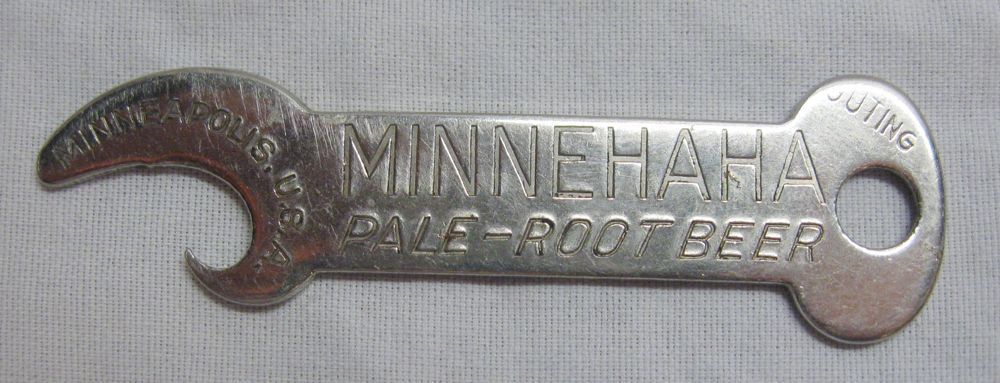 MINNEAPOLIS. U.S.A.
MINNEHAHA
PALE-ROOT BEER
OUTING